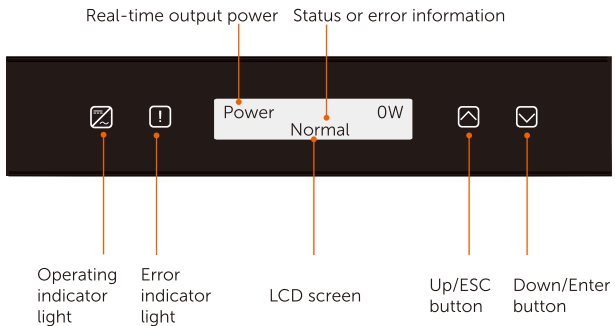 Real-time output power
Status or error information
!
Power 0W
Normal
Operating
indicator
light
Error
indicator
light
LCD screen
Up/ESC
button
Down/Enter
button